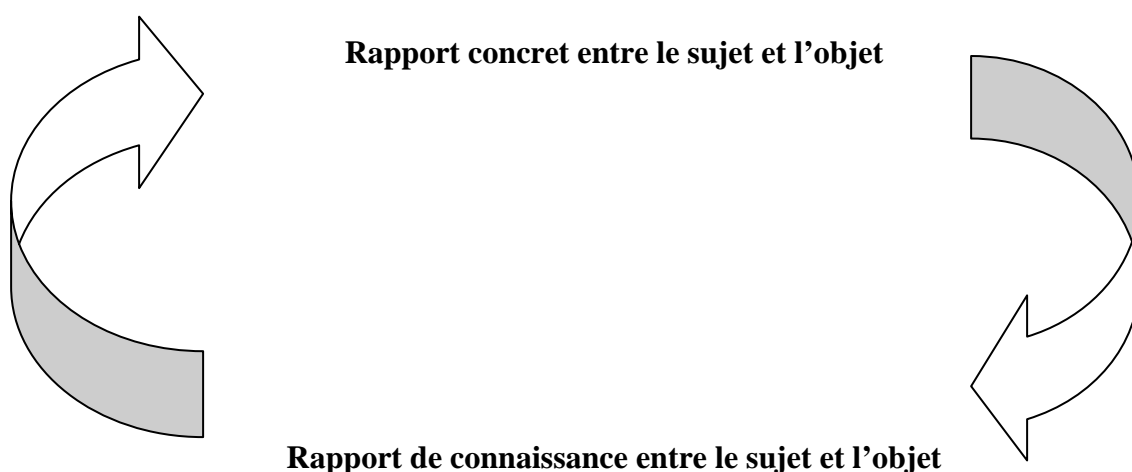 Rapport concret entre le sujet et l’objet
Rapport de connaissance entre le sujet et l’objet